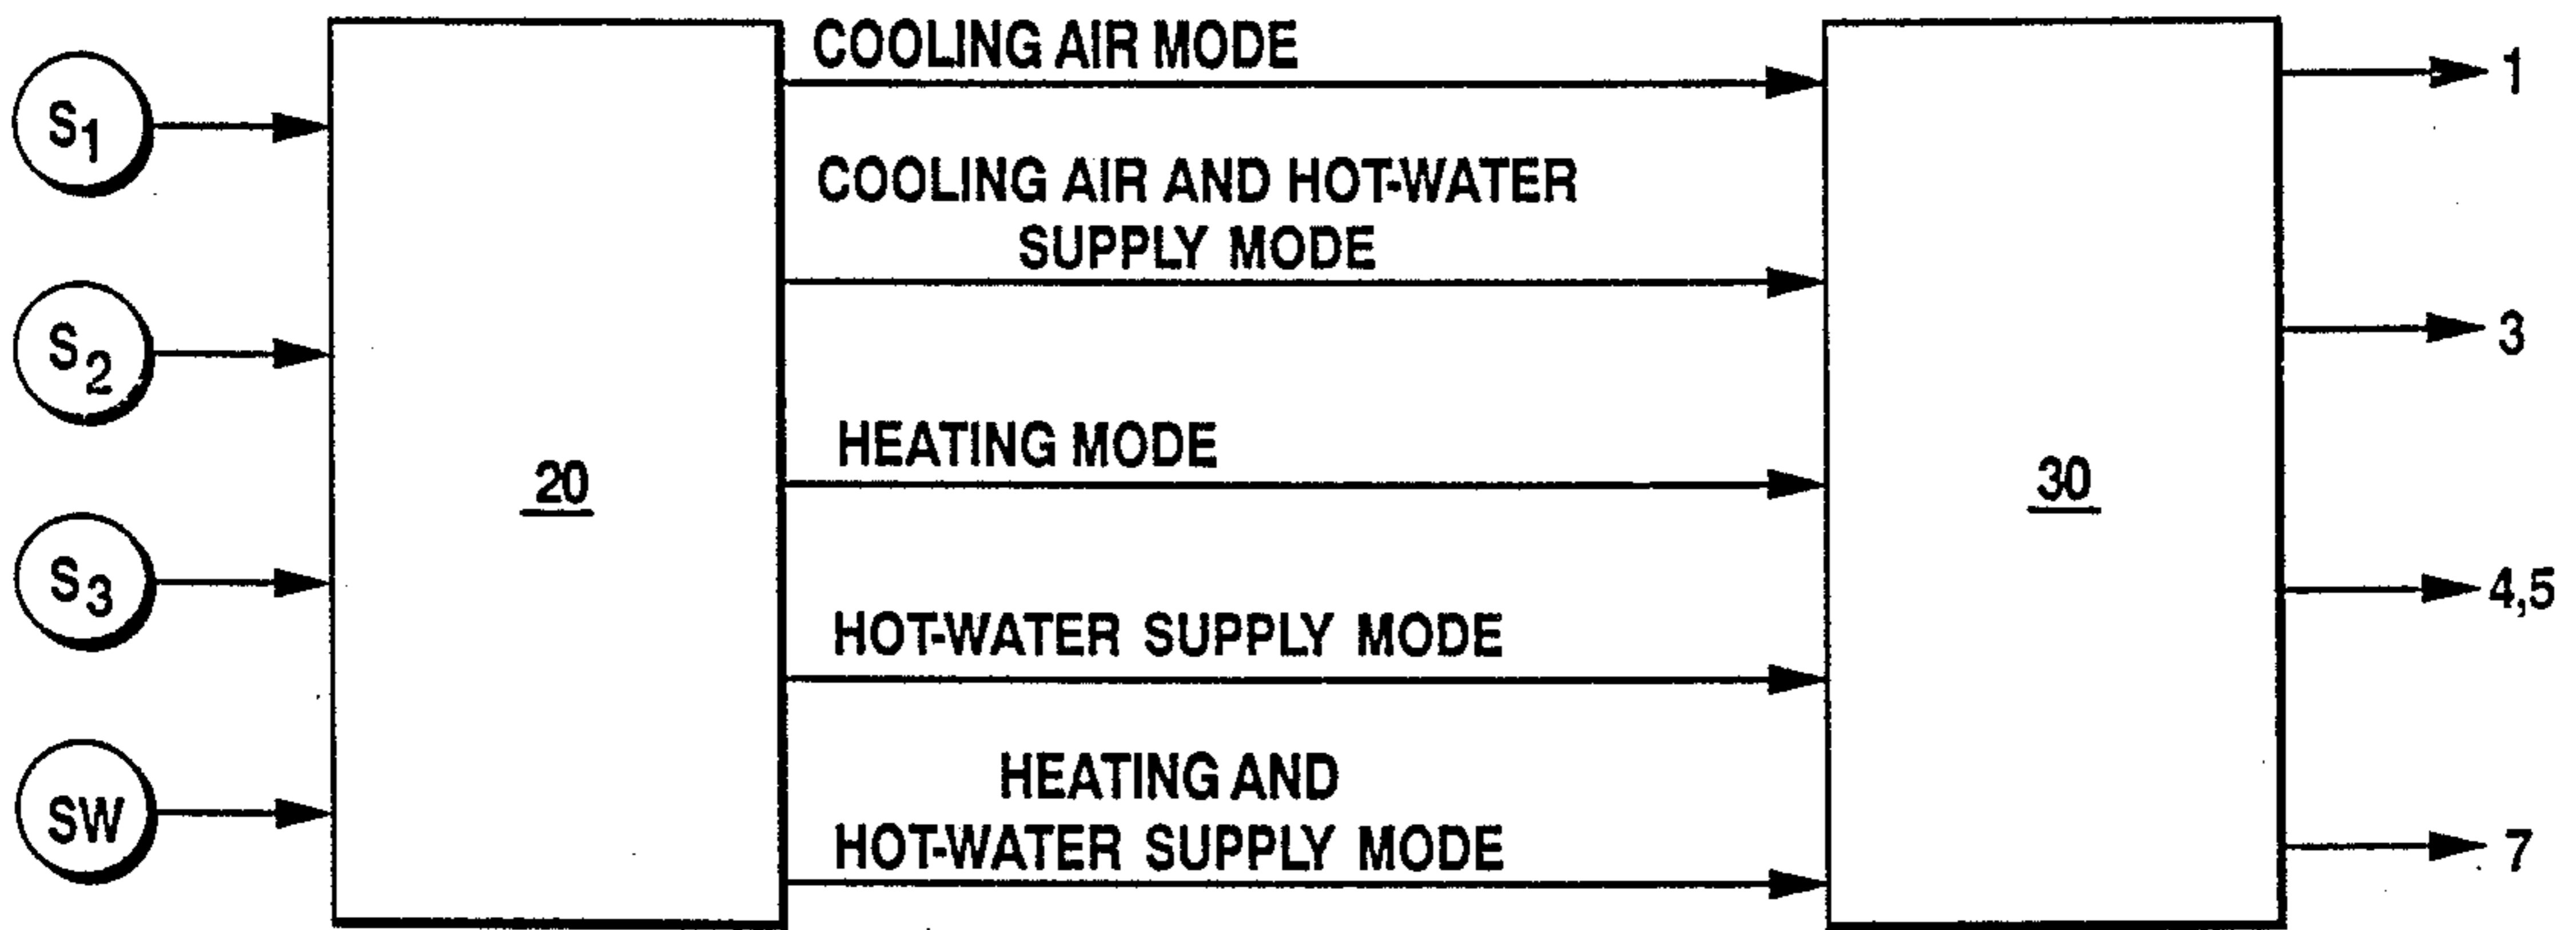 COOLING AIR MODE
1
S1
COOLING AIR AND HOT-WATER
SUPPLY MODE
3
S2
HEATING MODE
20
30
S3
4,5
HOT-WATER SUPPLY MODE
HEATING AND
SW
HOT-WATER SUPPLY MODE
7